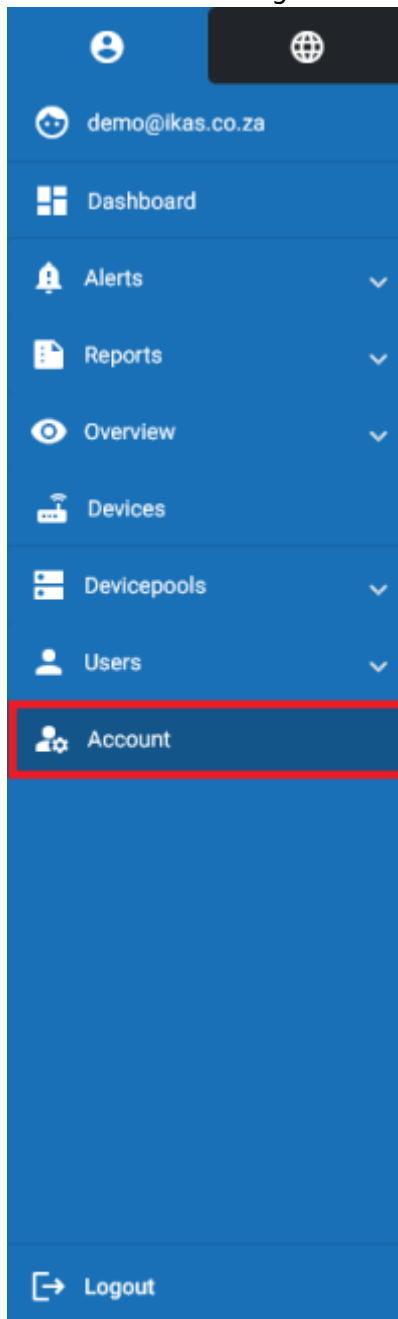 demo@ikas.co.za
Dashboard
Alerts
Reports
Overview
Devices
Devicepools
Users
Account
Logout